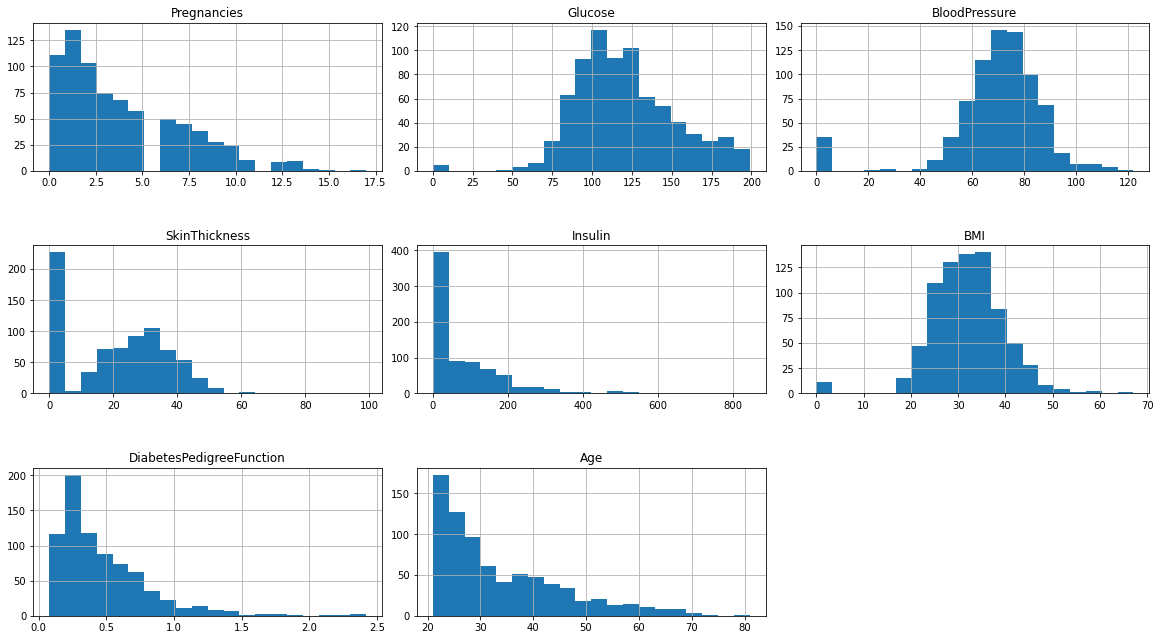 Pregnancies
125
100
75
50
25
0
0.0 2.5 5.0 7.5 10.0 12.5 15.0 17.5
Glucose
120
100
80
60
40
20
0
0 25 50 75 100 125 150 175 200
BloodPressure
150
125
100
75
50
25
0
0 20 40 60 80 100 120
SkinThickness
200
150
100
50
0
0 20 40 60 80 100
Insulin
400
300
200
100
0
0 200 400 600 800
BMI
125
100
75
50
25
0
0 10 20 30 40 50 60 70
DiabetesPedigreeFunction
200
150
100
50
0
0.0 0.5 1.0 1.5 2.0 2.5
Age
150
100
50
0
20 30 40 50 60 70 80